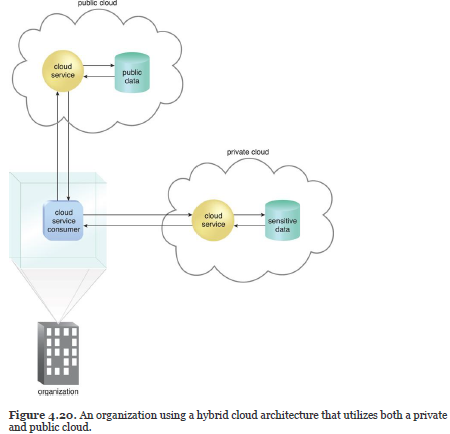 public cloud
cloud
service
public
data
private cloud
cloud
service
consumer
cloud
service
sensitive
data
organization
Figure 4.20. An organization using a hybrid cloud architecture that utilizes both a private
and public cloud.